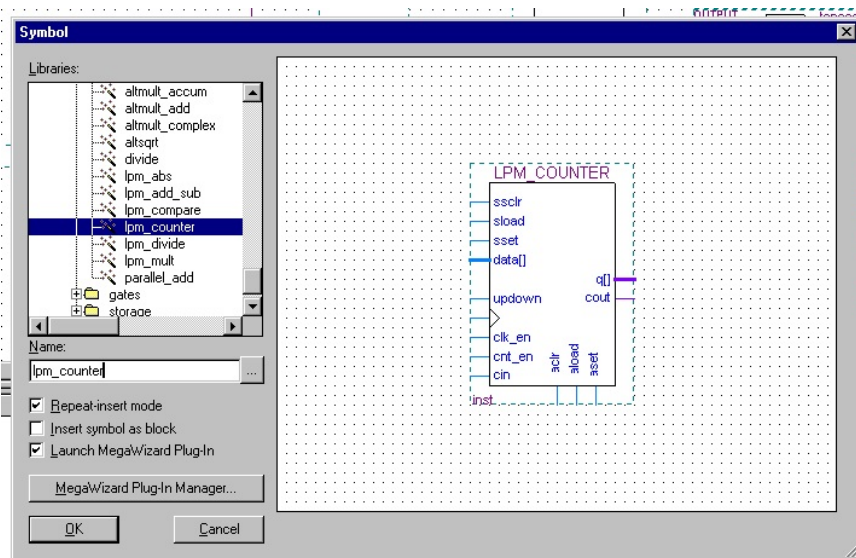 OUTPUT
Symbol
Libraries:
altmult_accum
altmult_add
altmult_complex
altsqrt
divide
lpm_abs
lpm_add_sub
lpm_compare
lpm_counter
lpm_divide
lpm_mult
parallel_add
gates
storage
Name:
lpm_counter
...
Repeat-insert mode
Insert symbol as block
Launch MegaWizard Plug-In
MegaWizard Plug-In Manager...
OK
Cancel
LPM_COUNTER
ssclr
sload
sset
data[]
q[]
updown
cout
clk_en
cnt_en
cin
aclr
aload
aset
inst